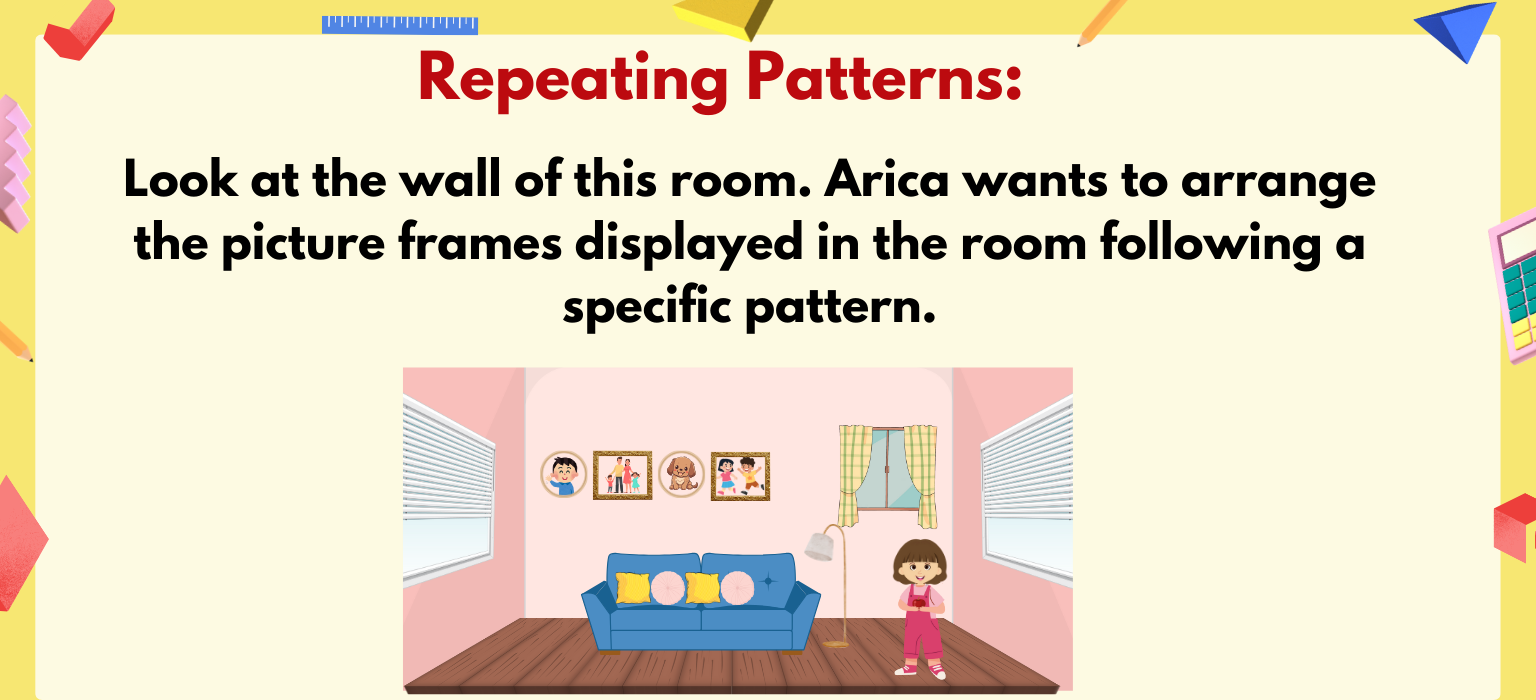 Repeating Patterns:
Look at the wall of this room. Arica wants to arrange
the picture frames displayed in the room following a
specific pattern.